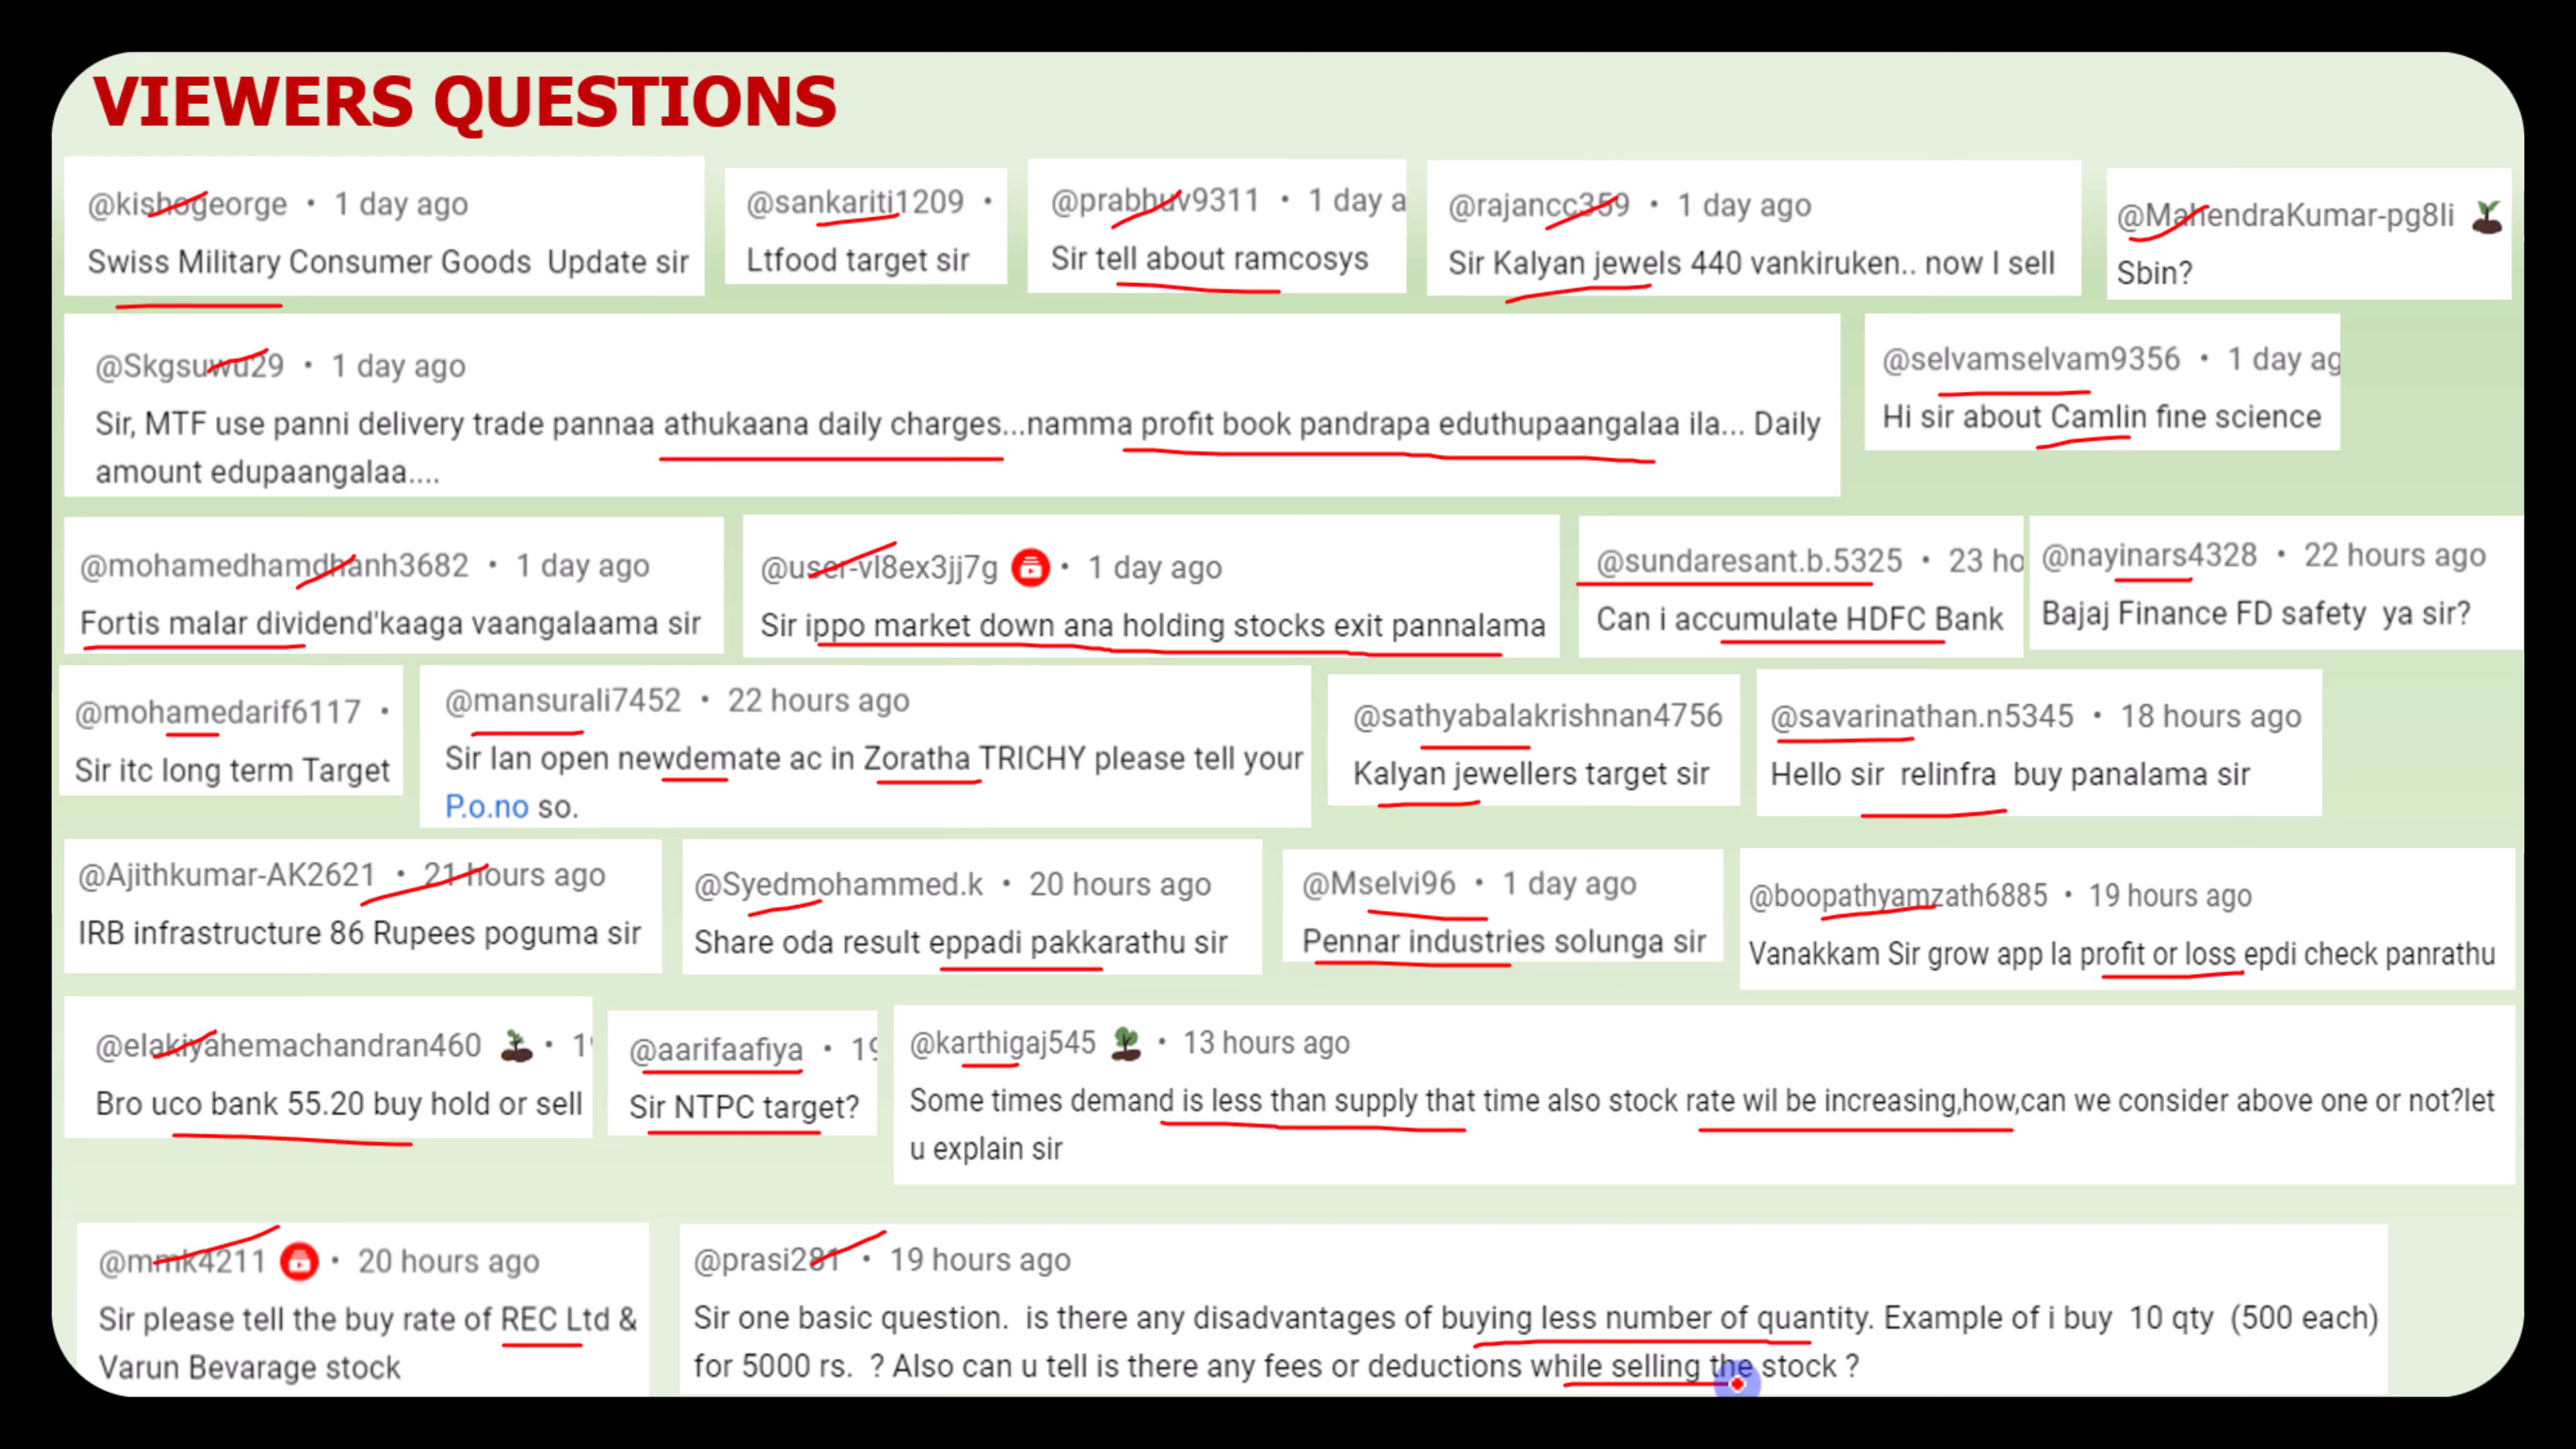 VIEWERS QUESTIONS
@kishogeorge • 1 day ago
Swiss Military Consumer Goods Update sir
@sankariti1209 •
Ltfood target sir
@prabhuv9311 • 1 day a
Sir tell about ramcosys
@rajancc359 • 1 day ago
Sir Kalyan jewels 440 vankiruken.. now I sell
@MahendraKumar-pg8li
Sbin?
@Skgsuwu29 • 1 day ago
Sir, MTF use panni delivery trade pannaa athukaana daily charges...namma profit book pandrapa eduthupaangalaa ila... Daily
amount edupaangalaa....
@selvamselvam9356 • 1 day ag
Hi sir about Camlin fine science
@mohamedhamdhanh3682 • 1 day ago
Fortis malar dividend'kaaga vaangalaama sir
@user-vl8ex3jj7g • 1 day ago
Sir ippo market down ana holding stocks exit pannalama
@sundaresant.b.5325 • 23 ho
Can i accumulate HDFC Bank
@nayinars4328 • 22 hours ago
Bajaj Finance FD safety ya sir?
@mohamedarif6117 •
Sir itc long term Target
@mansurali7452 • 22 hours ago
Sir Ian open newdemate ac in Zoratha TRICHY please tell your
P.o.no so.
@sathyabalakrishnan4756
Kalyan jewellers target sir
@savarinathan.n5345 • 18 hours ago
Hello sir relinfra buy panalama sir
@Ajithkumar-AK2621 • 21 hours ago
IRB infrastructure 86 Rupees poguma sir
@Syedmohammed.k • 20 hours ago
Share oda result eppadi pakkarathu sir
@Mselvi96 • 1 day ago
Pennar industries solunga sir
@boopathyamzath6885 • 19 hours ago
Vanakkam Sir grow app la profit or loss epdi check panrathu
@elakiyahemachandran460 • 1
Bro uco bank 55.20 buy hold or sell
@aarifaafiya • 19
Sir NTPC target?
@karthigaj545 • 13 hours ago
Some times demand is less than supply that time also stock rate wil be increasing,how,can we consider above one or not?let
u explain sir
@mmk4211 • 20 hours ago
Sir please tell the buy rate of REC Ltd &
Varun Bevarage stock
@prasi281 • 19 hours ago
Sir one basic question. is there any disadvantages of buying less number of quantity. Example of i buy 10 qty (500 each)
for 5000 rs. ? Also can u tell is there any fees or deductions while selling the stock ?